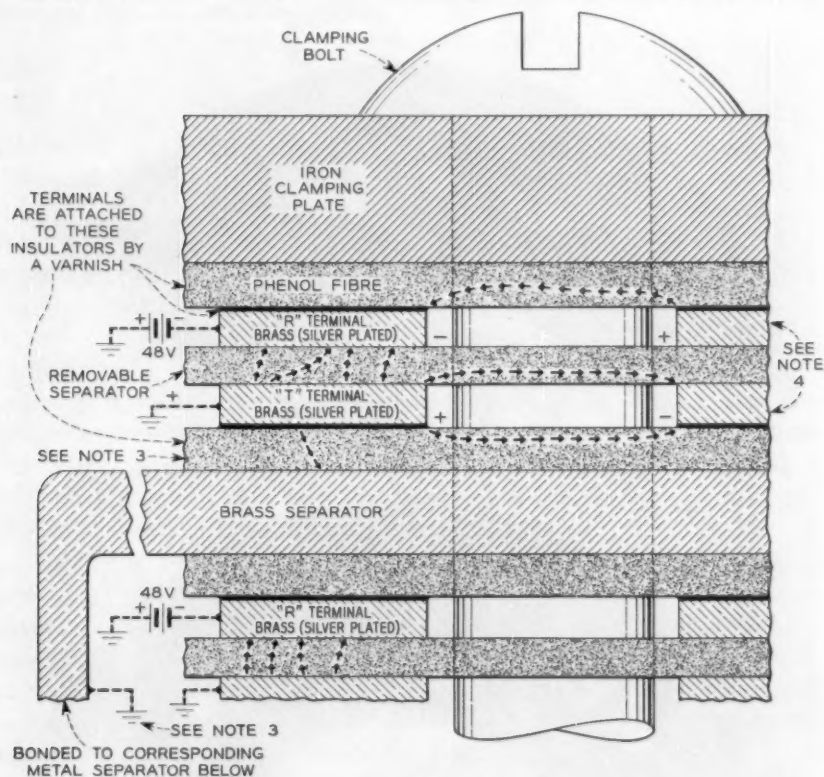 CLAMPING
BOLT
IRON
CLAMPING
PLATE
TERMINALS
ARE ATTACHED
TO THESE
INSULATORS BY
A VARNISH
PHENOL FIBRE
"R" TERMINAL
BRASS (SILVER PLATED)
+ -
48V
- +
REMOVABLE
SEPARATOR
SEE
NOTE
4
"T" TERMINAL
BRASS (SILVER PLATED)
+
+ -
SEE NOTE 3
BRASS SEPARATOR
48V
+ -
"R" TERMINAL
BRASS (SILVER PLATED)
SEE NOTE 3
BONDED TO CORRESPONDING
METAL SEPARATOR BELOW